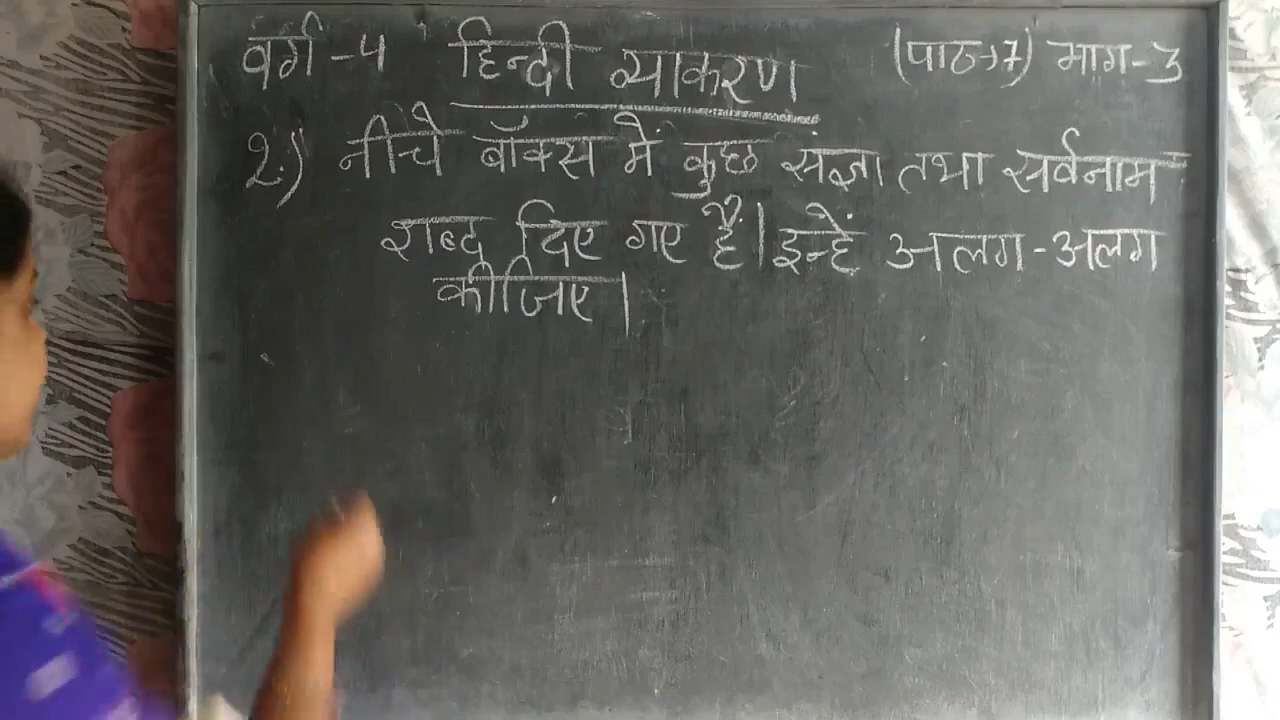 वर्ग -4 हिन्दी व्याकरण (पाठ→7) भाग-3
2.) नीचे बॉक्स में कुछ संज्ञा तथा सर्वनाम
शब्द दिए गए हैं। इन्हें अलग-अलग
कीजिए।